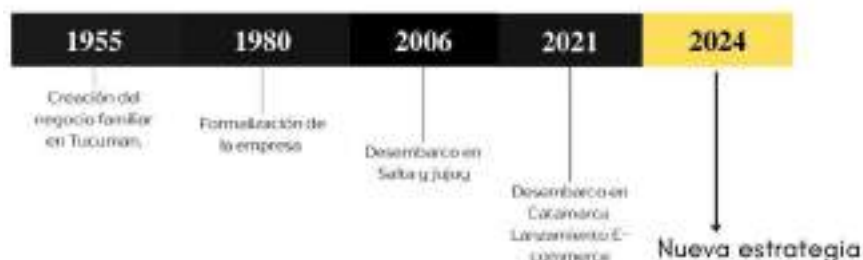 1955
1980
2006
2021
2024
Creación del
negocio familiar
en Tucuman.
Formalización de
la empresa
Desembarco en
Salta y Jujuy
Desembarco en
Catamarca
Lanzamiento E-
commerce
Nueva estrategia